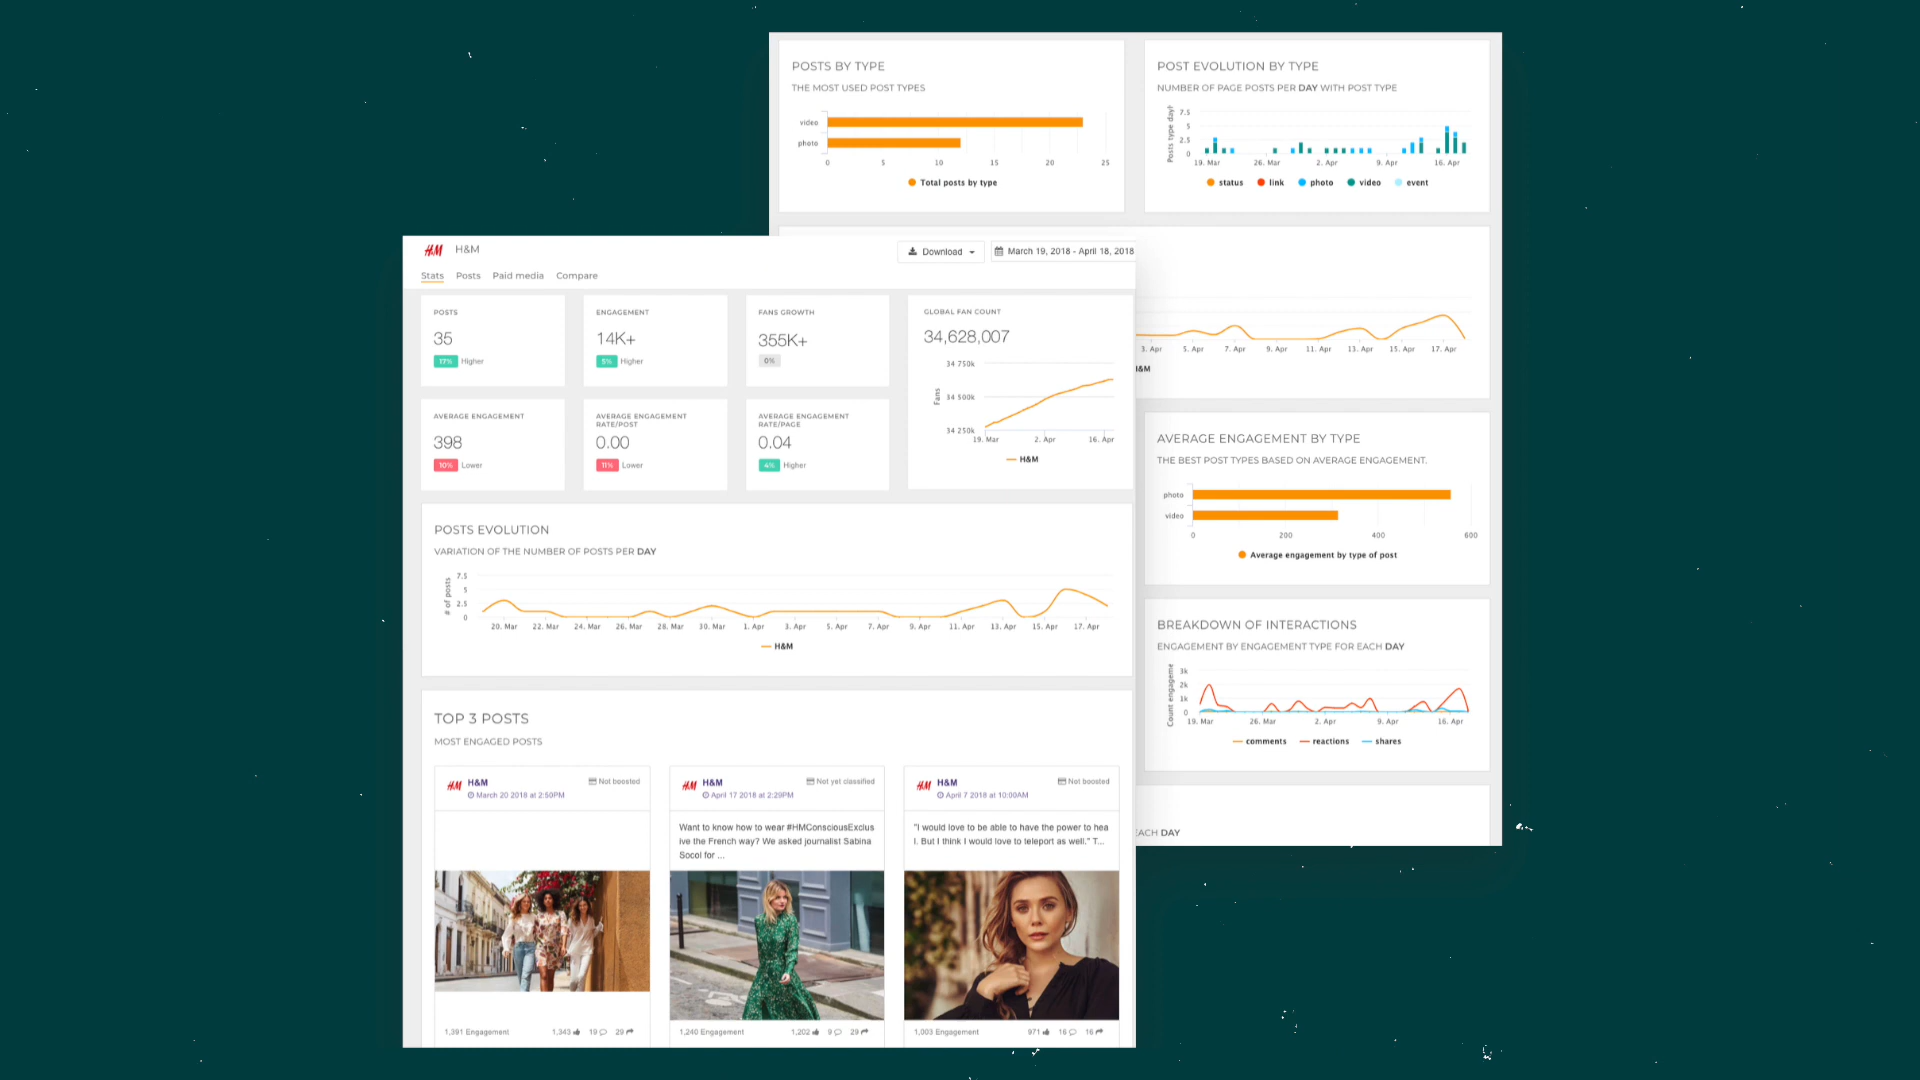 POSTS BY TYPE
THE MOST USED POST TYPES
video
photo
0 5 10 15 20 25
Total posts by type
POST EVOLUTION BY TYPE
NUMBER OF PAGE POSTS PER DAY WITH POST TYPE
Posts type day
7.5
5
2.5
0
19. Mar 26. Mar 2. Apr 9. Apr 16. Apr
status link photo video event
H&M H&M
Download
March 19, 2018 - April 18, 2018
Stats Posts Paid media Compare
POSTS
35
17% Higher
ENGAGEMENT
14K+
5% Higher
FANS GROWTH
355K+
0%
GLOBAL FAN COUNT
34,628,007
Fans
34 750k
34 500k
34 250k
19. Mar 2. Apr 16. Apr
H&M
AVERAGE ENGAGEMENT
398
10% Lower
AVERAGE ENGAGEMENT
RATE/POST
0.00
11% Lower
AVERAGE ENGAGEMENT
RATE/PAGE
0.04
4% Higher
3. Apr 5. Apr 7. Apr 9. Apr 11. Apr 13. Apr 15. Apr 17. Apr
&M
POSTS EVOLUTION
VARIATION OF THE NUMBER OF POSTS PER DAY
# of posts
7.5
5
2.5
0
20. Mar 22. Mar 24. Mar 26. Mar 28. Mar 30. Mar 1. Apr 3. Apr 5. Apr 7. Apr 9. Apr 11. Apr 13. Apr 15. Apr 17. Apr
H&M
AVERAGE ENGAGEMENT BY TYPE
THE BEST POST TYPES BASED ON AVERAGE ENGAGEMENT.
photo
video
0 200 400 600
Average engagement by type of post
BREAKDOWN OF INTERACTIONS
ENGAGEMENT BY ENGAGEMENT TYPE FOR EACH DAY
Count engageme
3k
2k
1k
0
19. Mar 26. Mar 2. Apr 9. Apr 16. Apr
comments reactions shares
EACH DAY
TOP 3 POSTS
MOST ENGAGED POSTS
H&M H&M
Not boosted
March 20 2018 at 2:50PM
1,391 Engagement 1,343 19 29
H&M H&M
Not yet classified
April 17 2018 at 2:29PM
Want to know how to wear #HMConsciousExclus
ive the French way? We asked journalist Sabina
Socol for ...
1,240 Engagement 1,202 9 29
H&M H&M
Not boosted
April 7 2018 at 10:00AM
"I would love to be able to have the power to hea
l. But I think I would love to teleport as well." T...
1,003 Engagement 971 16 16